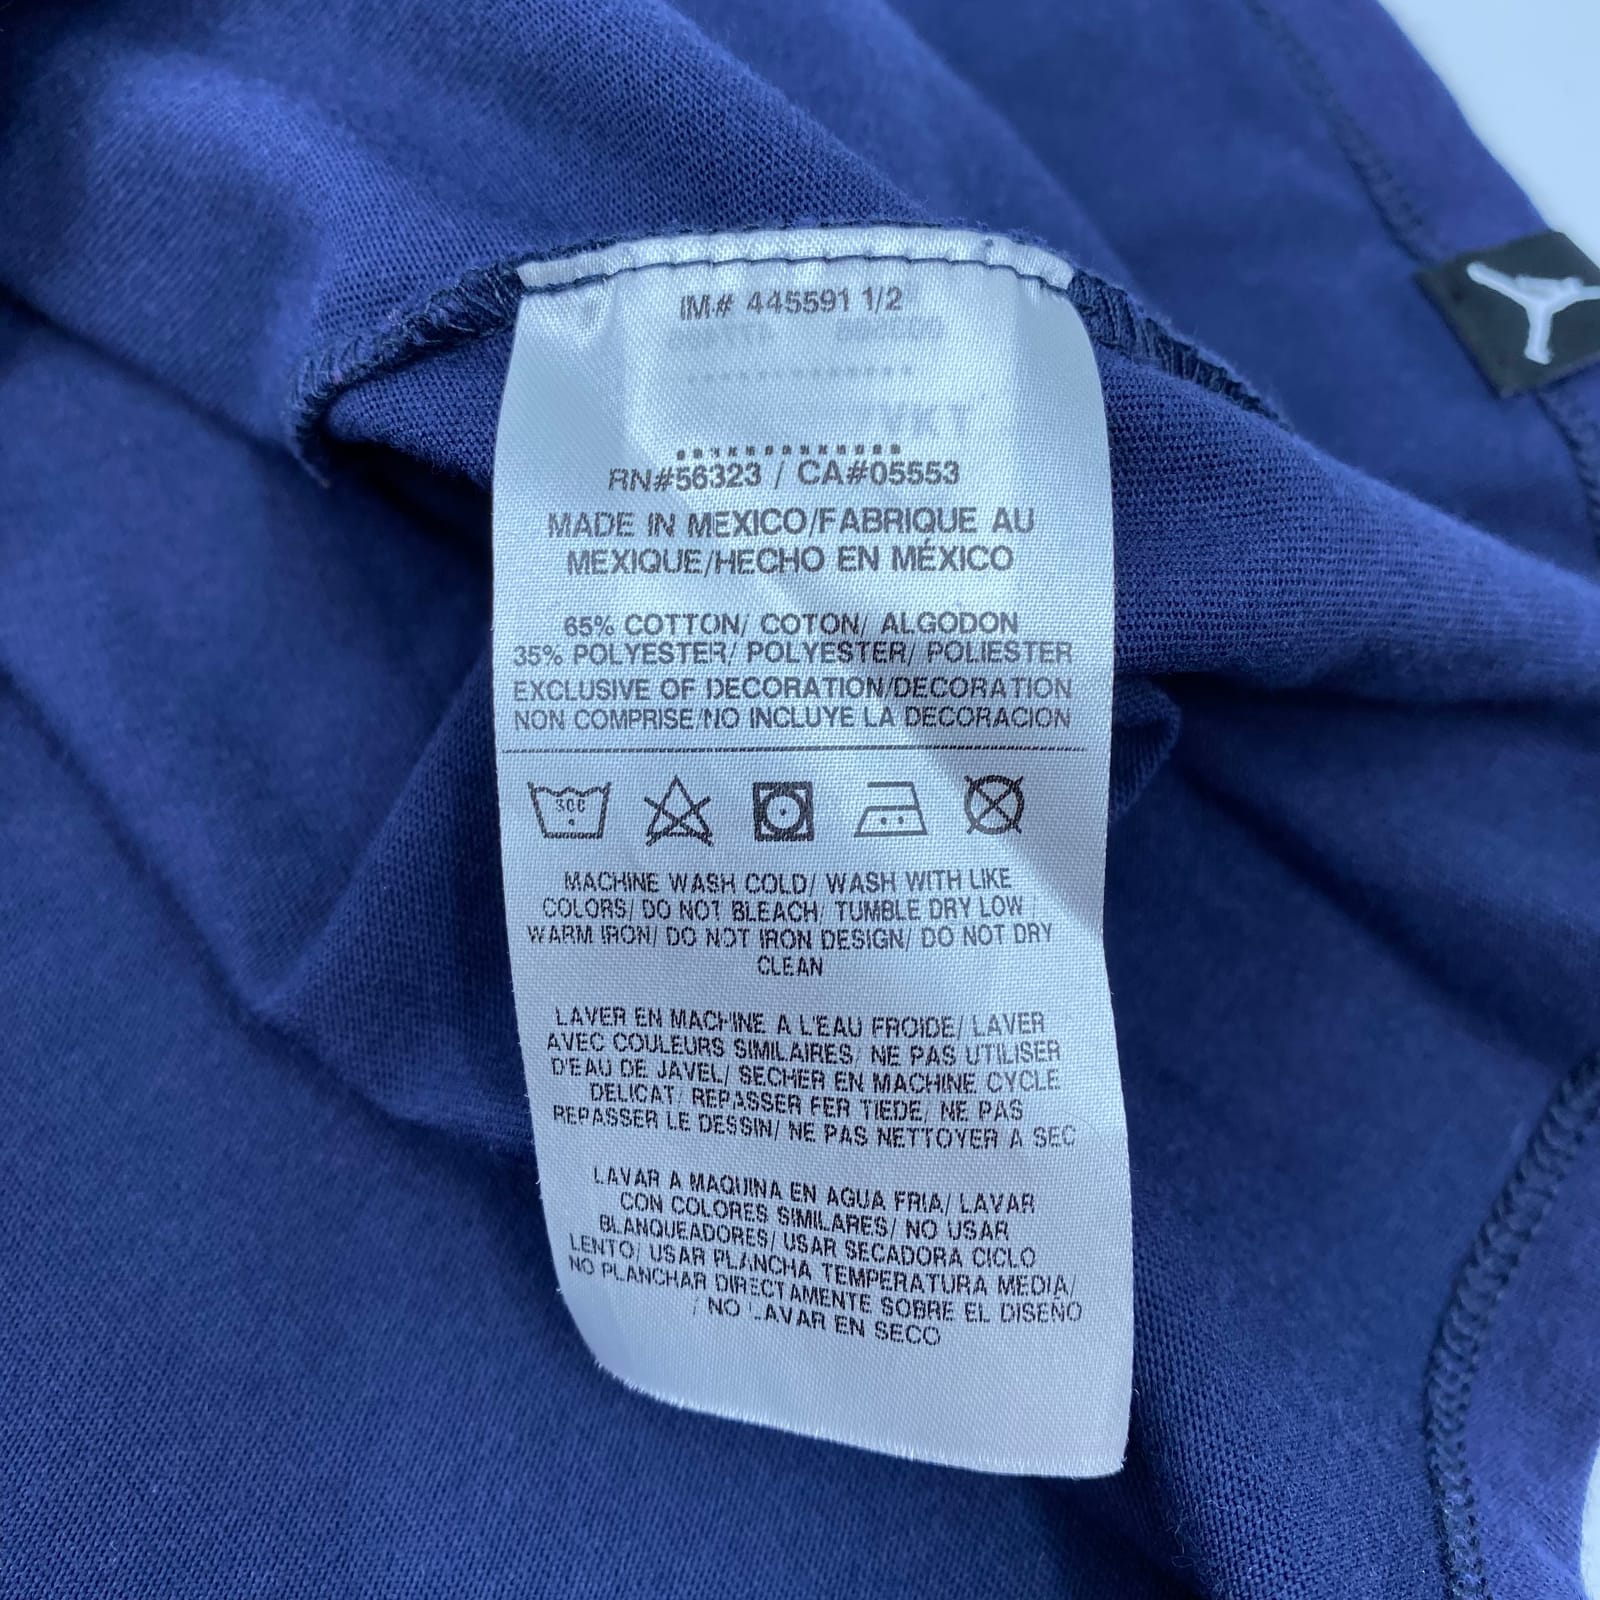 IM# 445591 1/2
RN#56323 / CA#05553
MADE IN MEXICO/FABRIQUE AU
MEXIQUE/HECHO EN MÉXICO
65% COTTON/ COTON/ ALGODON
35% POLYESTER/ POLYESTER/ POLIESTER
EXCLUSIVE OF DECORATION/DECORATION
NON COMPRISE/NO INCLUYE LA DECORACION
30C
MACHINE WASH COLD/ WASH WITH LIKE
COLORS/ DO NOT BLEACH/ TUMBLE DRY LOW
WARM IRON/ DO NOT IRON DESIGN/ DO NOT DRY
CLEAN
LAVER EN MACHINE A L'EAU FROIDE/ LAVER
AVEC COULEURS SIMILAIRES/ NE PAS UTILISER
D'EAU DE JAVEL/ SECHER EN MACHINE CYCLE
DELICAT/ REPASSER FER TIEDE/ NE PAS
REPASSER LE DESSIN/ NE PAS NETTOYER A SEC
LAVAR A MAQUINA EN AGUA FRIA/ LAVAR
CON COLORES SIMILARES/ NO USAR
BLANQUEADORES/ USAR SECADORA CICLO
LENTO/ USAR PLANCHA TEMPERATURA MEDIA/
NO PLANCHAR DIRECTAMENTE SOBRE EL DISEÑO
/ NO LAVAR EN SECO